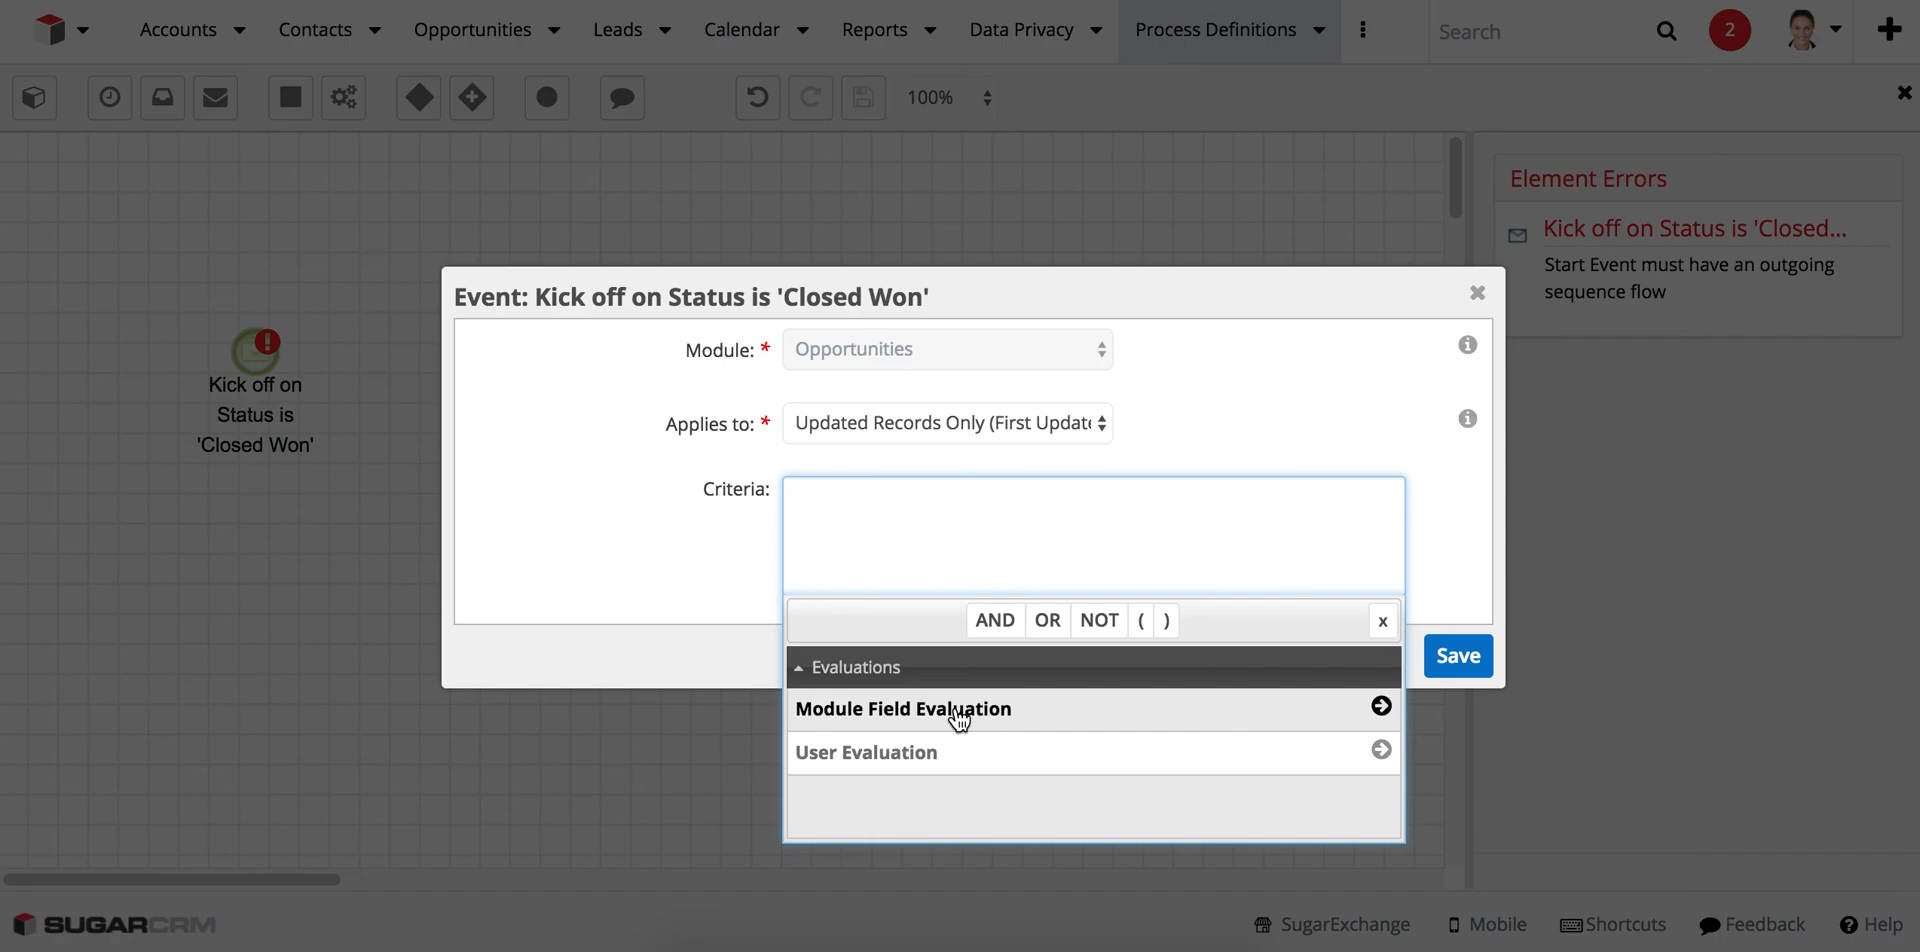 Accounts Contacts Opportunities Leads Calendar Reports Data Privacy Process Definitions Search 2
100%
Element Errors
Kick off on Status is 'Closed...
Start Event must have an outgoing
sequence flow
Kick off on
Status is
'Closed Won'
Event: Kick off on Status is 'Closed Won'
Module: * Opportunities
Applies to: * Updated Records Only (First Update
Criteria:
AND OR NOT ( ) x
Evaluations
Module Field Evaluation
User Evaluation
Save
SUGARCRM SugarExchange Mobile Shortcuts Feedback Help